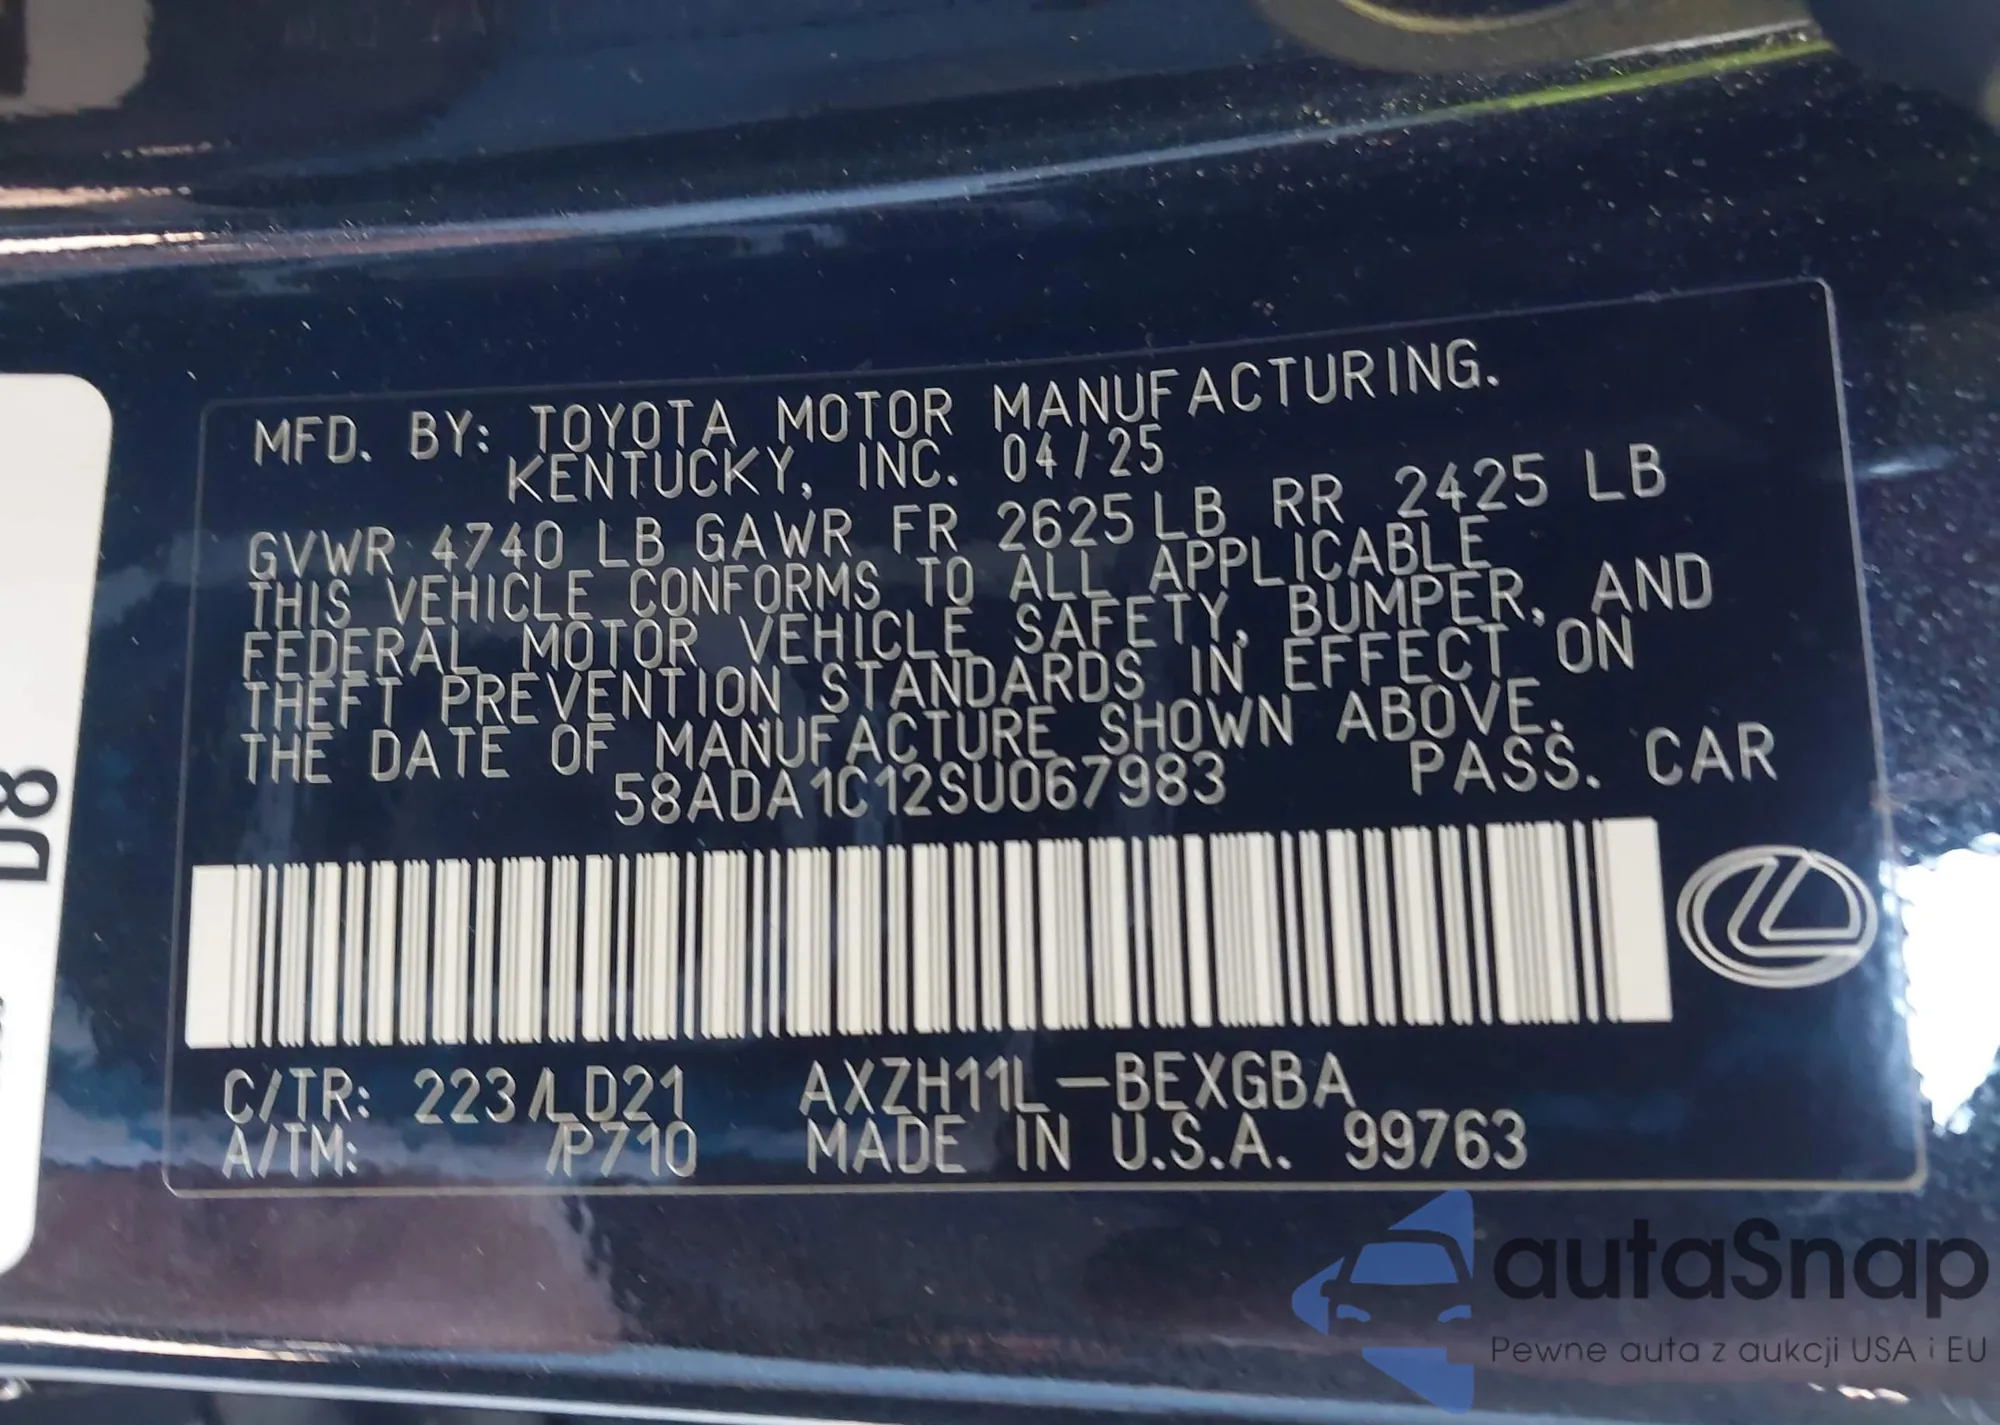 MFD. BY: TOYOTA MOTOR MANUFACTURING.
KENTUCKY, INC. 04/25
GVWR 4740 LB GAWR FR 2625 LB RR 2425 LB
THIS VEHICLE CONFORMS TO ALL APPLICABLE
FEDERAL MOTOR VEHICLE SAFETY, BUMPER, AND
THEFT PREVENTION STANDARDS IN EFFECT ON
THE DATE OF MANUFACTURE SHOWN ABOVE.
58ADA1C12SU067983 PASS. CAR
C/TR: 223/LD21 AXZH11L-BEXGBA
A/TM: /P710 MADE IN U.S.A. 99763
D8
autaSnap
Pewne auta z aukcji USA i EU